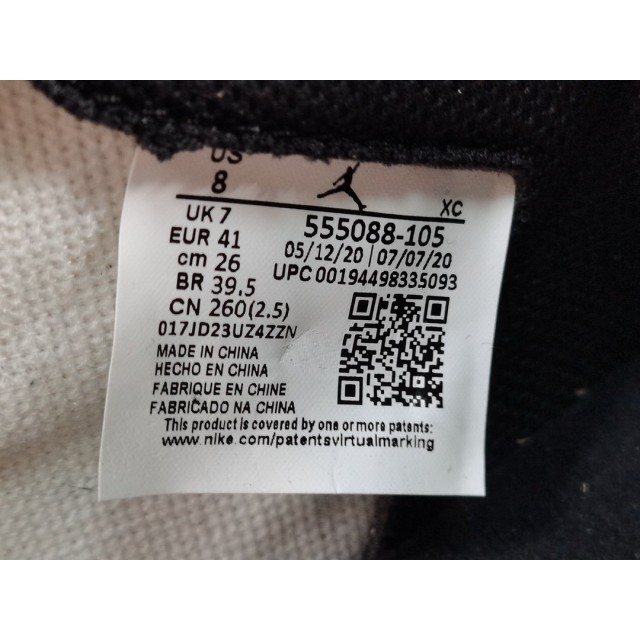 US
8
XC
UK 7
EUR 41
cm 26
BR 39.5
CN 260(2.5)
555088-105
05/12/20 | 07/07/20
UPC 00194498335093
017JD23UZ4ZZN
MADE IN CHINA
HECHO EN CHINA
FABRIQUE EN CHINE
FABRICADO NA CHINA
This product is covered by one or more patents:
www.nike.com/patentsvirtualmarking